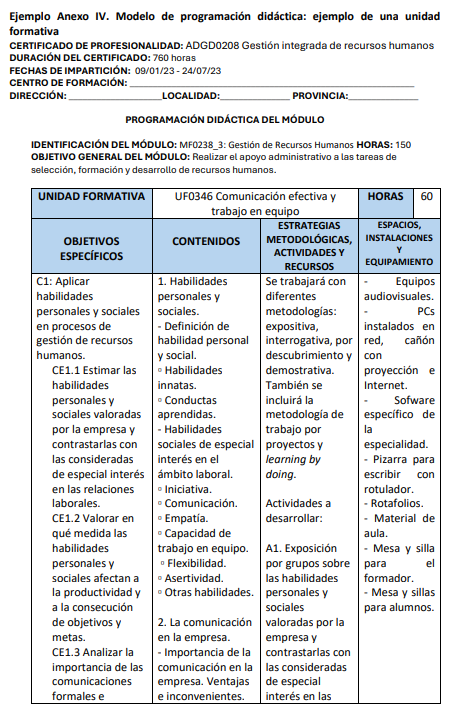 Ejemplo Anexo IV. Modelo de programación didáctica: ejemplo de una unidad
formativa
CERTIFICADO DE PROFESIONALIDAD: ADGD0208 Gestión integrada de recursos humanos
DURACIÓN DEL CERTIFICADO: 760 horas
FECHAS DE IMPARTICIÓN: 09/01/23 - 24/07/23
CENTRO DE FORMACIÓN:
DIRECCIÓN: LOCALIDAD: PROVINCIA:
PROGRAMACIÓN DIDÁCTICA DEL MÓDULO
IDENTIFICACIÓN DEL MÓDULO: MF0238_3: Gestión de Recursos Humanos HORAS: 150
OBJETIVO GENERAL DEL MÓDULO: Realizar el apoyo administrativo a las tareas de
selección, formación y desarrollo de recursos humanos.
UNIDAD FORMATIVA
UF0346 Comunicación efectiva y
trabajo en equipo
HORAS
60
OBJETIVOS
ESPECÍFICOS
CONTENIDOS
ESTRATEGIAS
METODOLÓGICAS,
ACTIVIDADES Y
RECURSOS
ESPACIOS,
INSTALACIONES
Y
EQUIPAMIENTO
C1: Aplicar
habilidades
personales y sociales
en procesos de
gestión de recursos
humanos.
CE1.1 Estimar las
habilidades
personales y
sociales valoradas
por la empresa y
contrastarlas con
las consideradas
de especial interés
en las relaciones
laborales.
CE1.2 Valorar en
qué medida las
habilidades
personales y
sociales afectan a
la productividad y
a la consecución
de objetivos y
metas.
CE1.3 Analizar la
importancia de las
comunicaciones
formales e
1. Habilidades
personales y
sociales.
- Definición de
habilidad personal
y social.
▫ Habilidades
innatas.
▫ Conductas
aprendidas.
- Habilidades
sociales de especial
interés en el
ámbito laboral.
▫ Iniciativa.
▫ Comunicación.
▫ Empatía.
▫ Capacidad de
trabajo en equipo.
▫ Flexibilidad.
▫ Asertividad.
▫ Otras habilidades.
2. La comunicación
en la empresa.
- Importancia de la
comunicación en la
empresa. Ventajas
e inconvenientes.
Se trabajará con
diferentes
metodologías:
expositiva,
interrogativa, por
descubrimiento y
demostrativa.
También se
incluirá la
metodología de
trabajo por
proyectos y
learning by
doing.
Actividades a
desarrollar:
A1. Exposición
por grupos sobre
las habilidades
personales y
sociales
valoradas por la
empresa y
contrastarlas con
las consideradas
de especial
interés en las
- Equipos
audiovisuales.
- PCs
instalados en
red, cañón
con
proyección e
Internet.
- Sofware
específico de
la
especialidad.
- Pizarra para
escribir con
rotulador.
- Rotafolios.
- Material de
aula.
- Mesa y silla
para el
formador.
- Mesa y sillas
para alumnos.